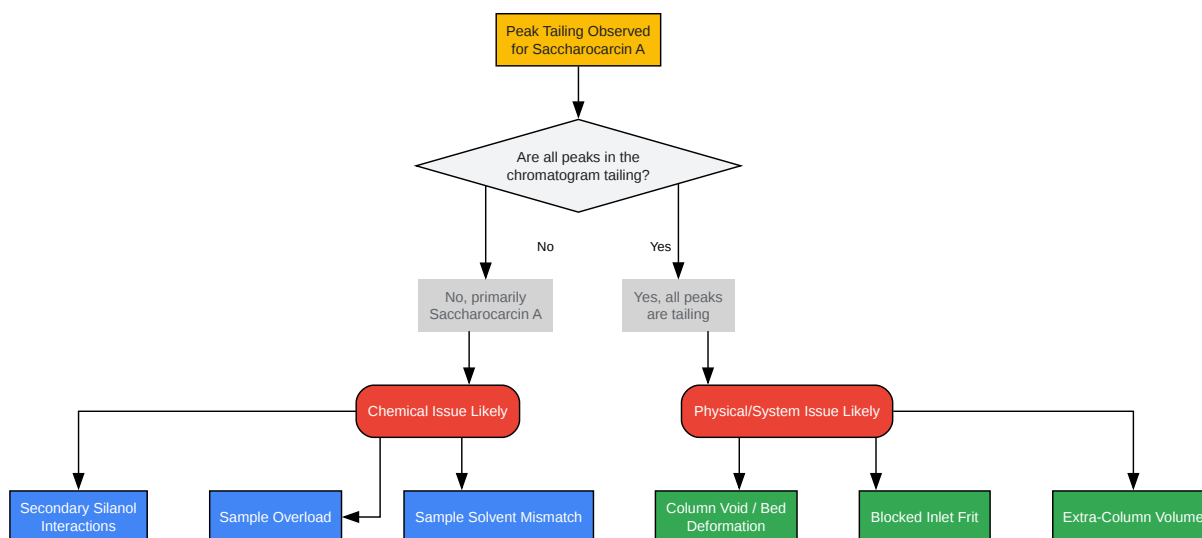 Peak Tailing Observed
for Saccharocarcin A
Are all peaks in the
chromatogram tailing?
No
Yes
No, primarily
Saccharocarcin A
Yes, all peaks
are tailing
Chemical Issue Likely
Physical/System Issue Likely
Secondary Silanol
Interactions
Sample Overload
Sample Solvent Mismatch
Column Void / Bed
Deformation
Blocked Inlet Frit
Extra-Column Volume